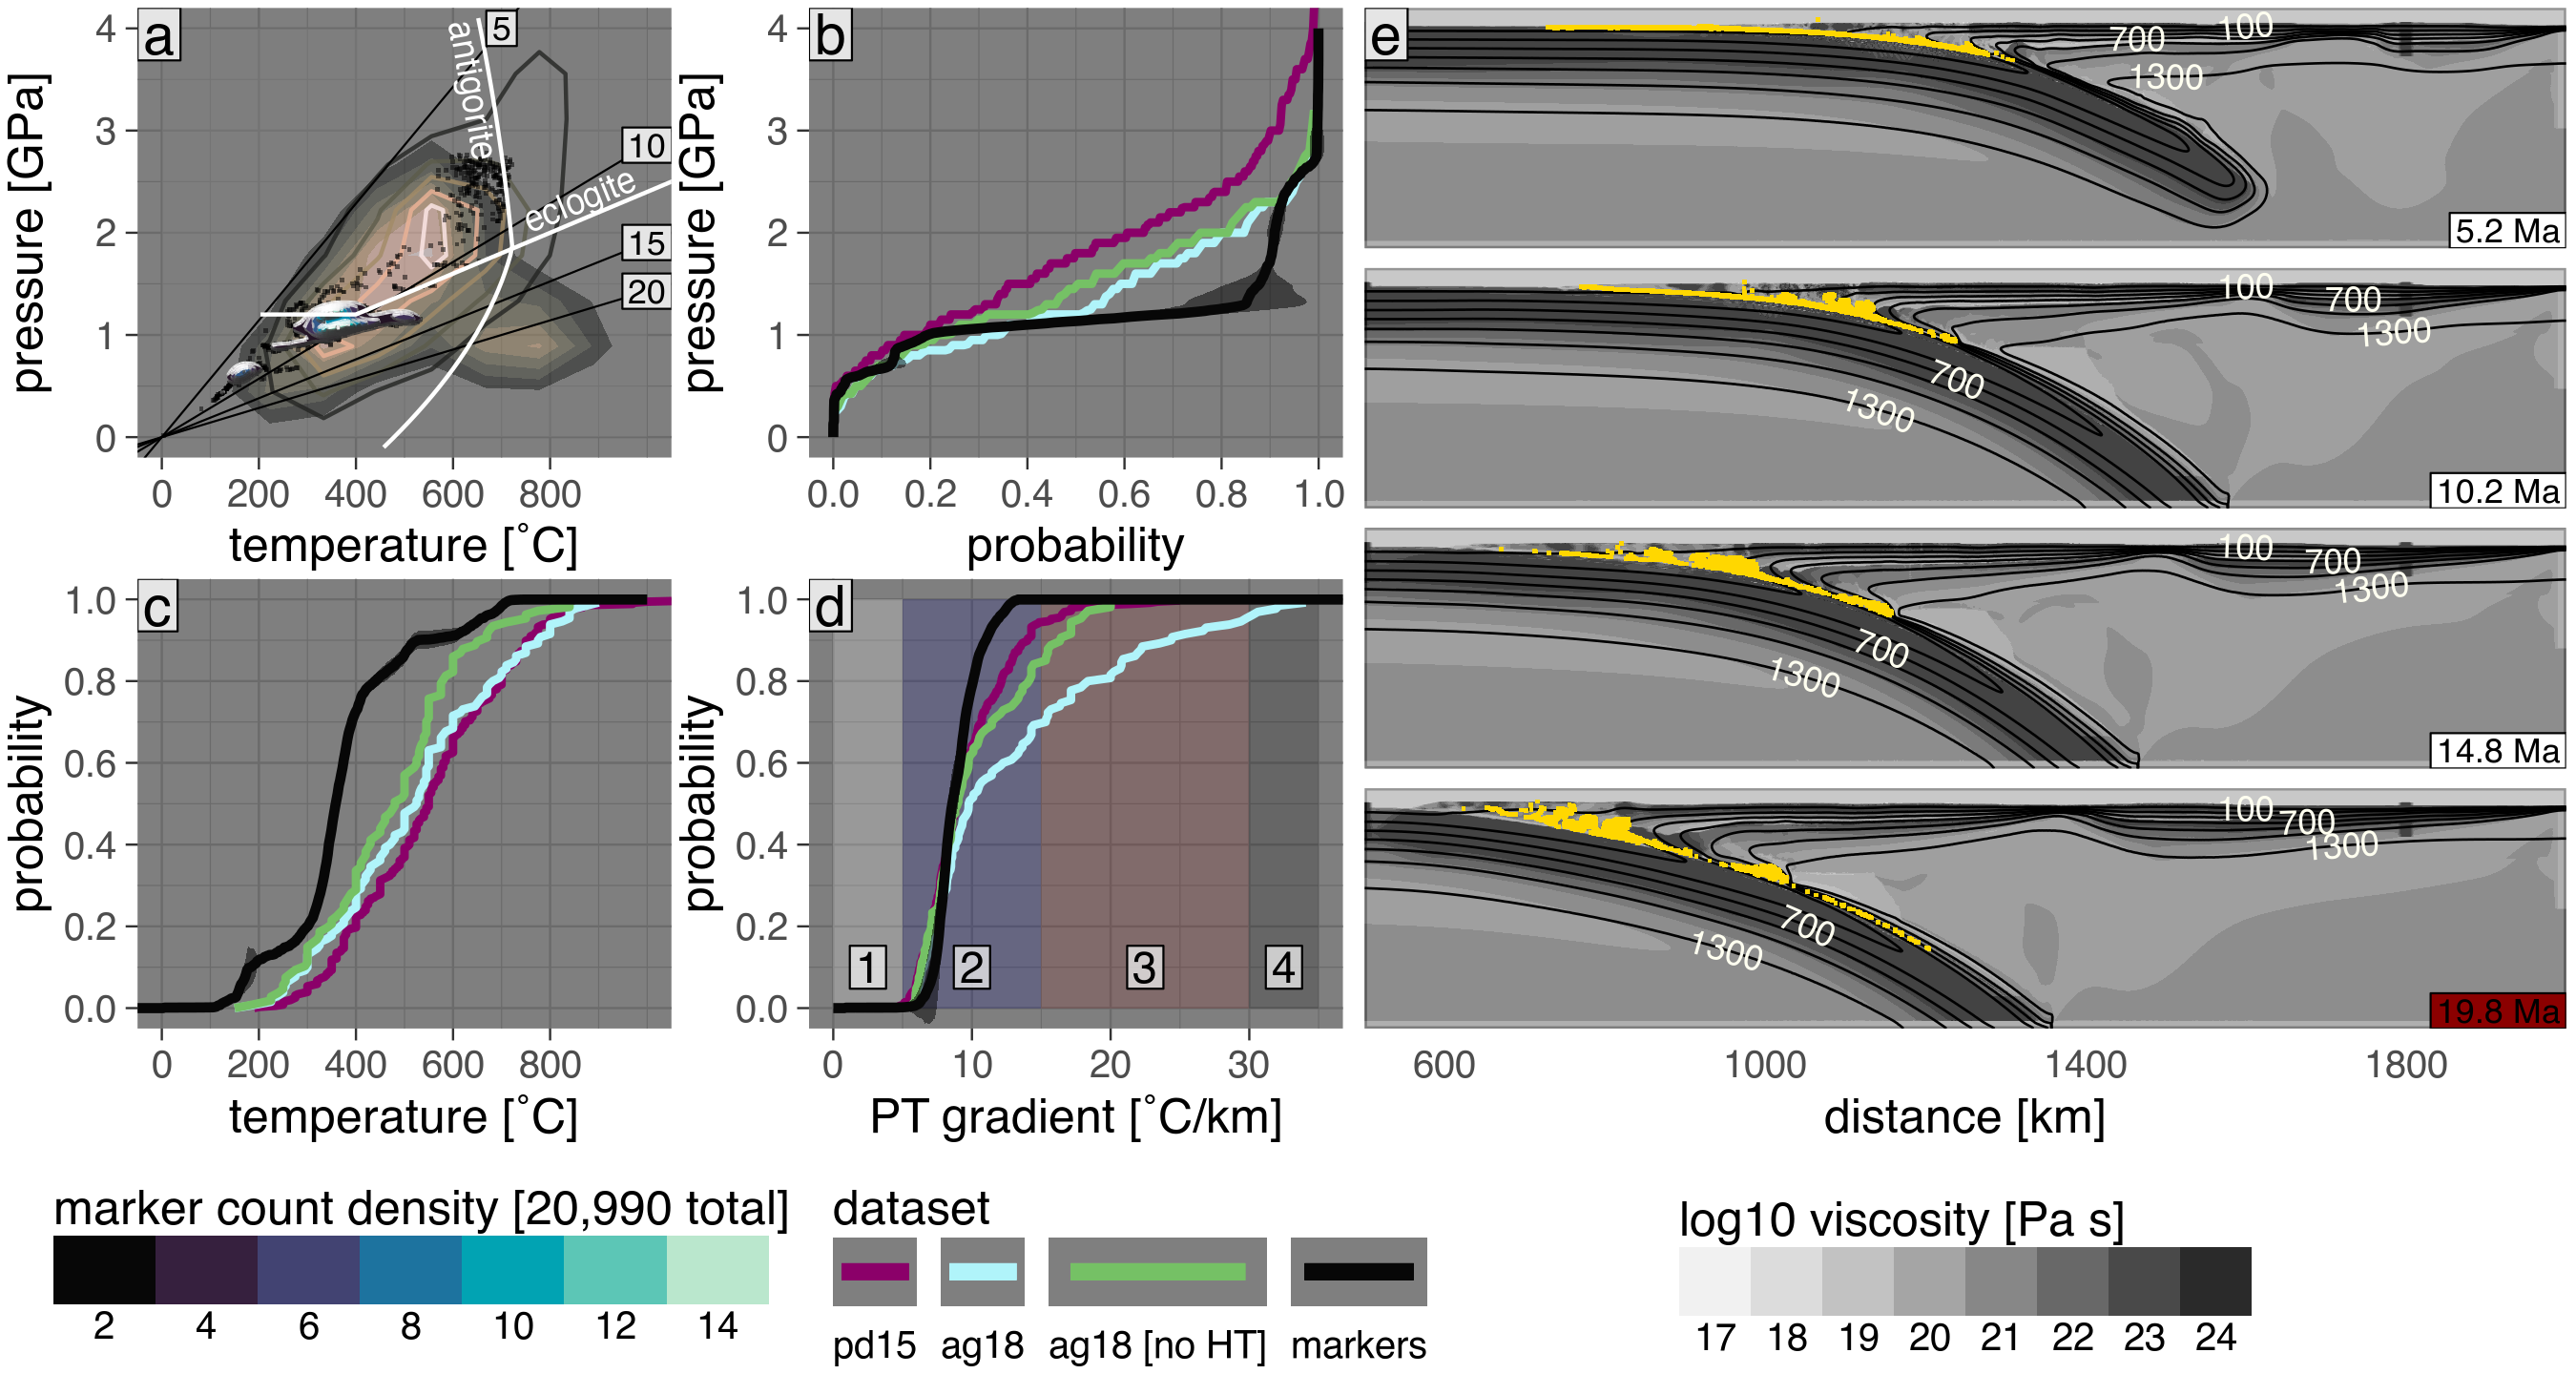 a
antigorite
eclogite
5
10
15
20
4
3
2
1
0
pressure [GPa]
0 200 400 600 800
temperature [˚C]
b
4
3
2
1
0
pressure [GPa]
0.0 0.2 0.4 0.6 0.8 1.0
probability
c
1.0
0.8
0.6
0.4
0.2
0.0
probability
0 200 400 600 800
temperature [˚C]
d
1.0
0.8
0.6
0.4
0.2
0.0
probability
1 2 3 4
0 10 20 30
PT gradient [˚C/km]
e
700 100
1300
5.2 Ma
100 700
1300
700
1300
10.2 Ma
100 700
1300
700
1300
14.8 Ma
100 700
1300
700
1300
19.8 Ma
600 1000 1400 1800
distance [km]
marker count density [20,990 total]
2 4 6 8 10 12 14
dataset
pd15 ag18 ag18 [no HT] markers
log10 viscosity [Pa s]
17 18 19 20 21 22 23 24